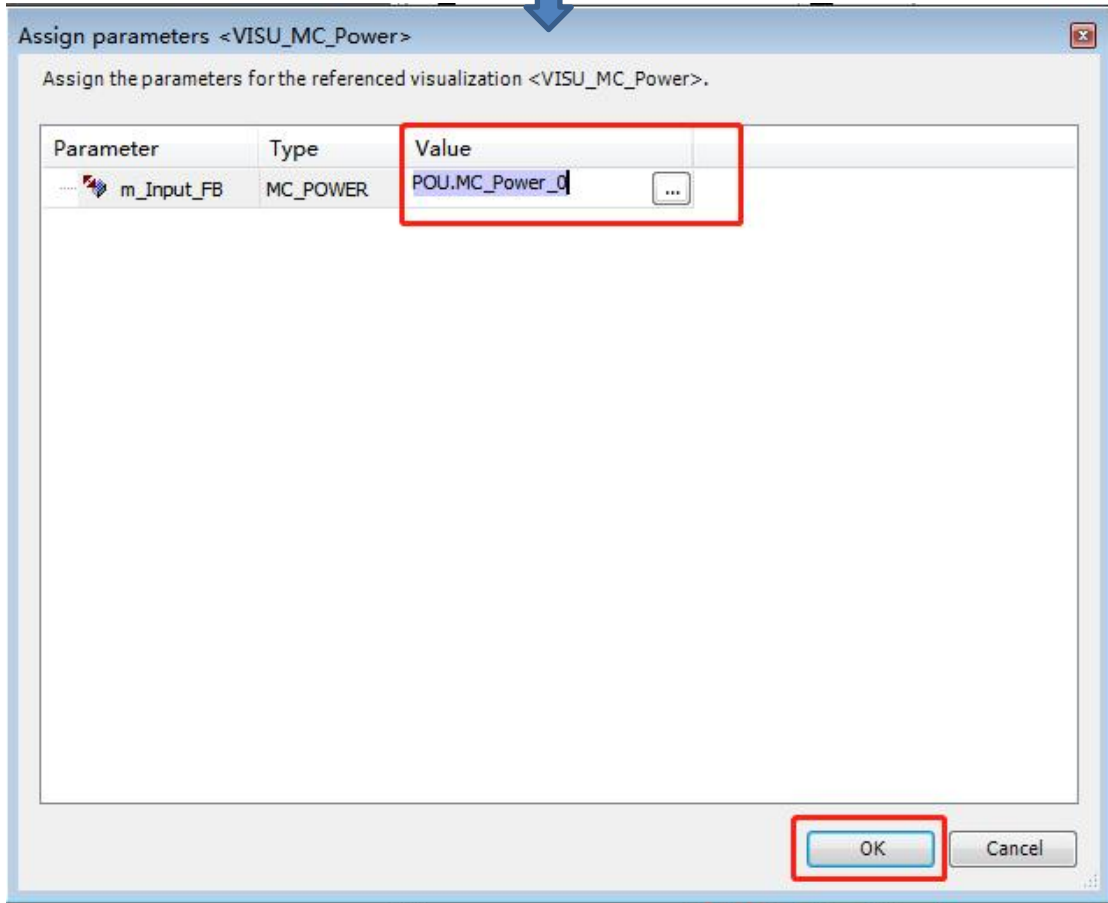 Assign parameters <VISU_MC_Power>
Assign the parameters for the referenced visualization <VISU_MC_Power>.
Parameter Type Value
m_Input_FB MC_POWER POU.MC_Power_0 ...
OK Cancel